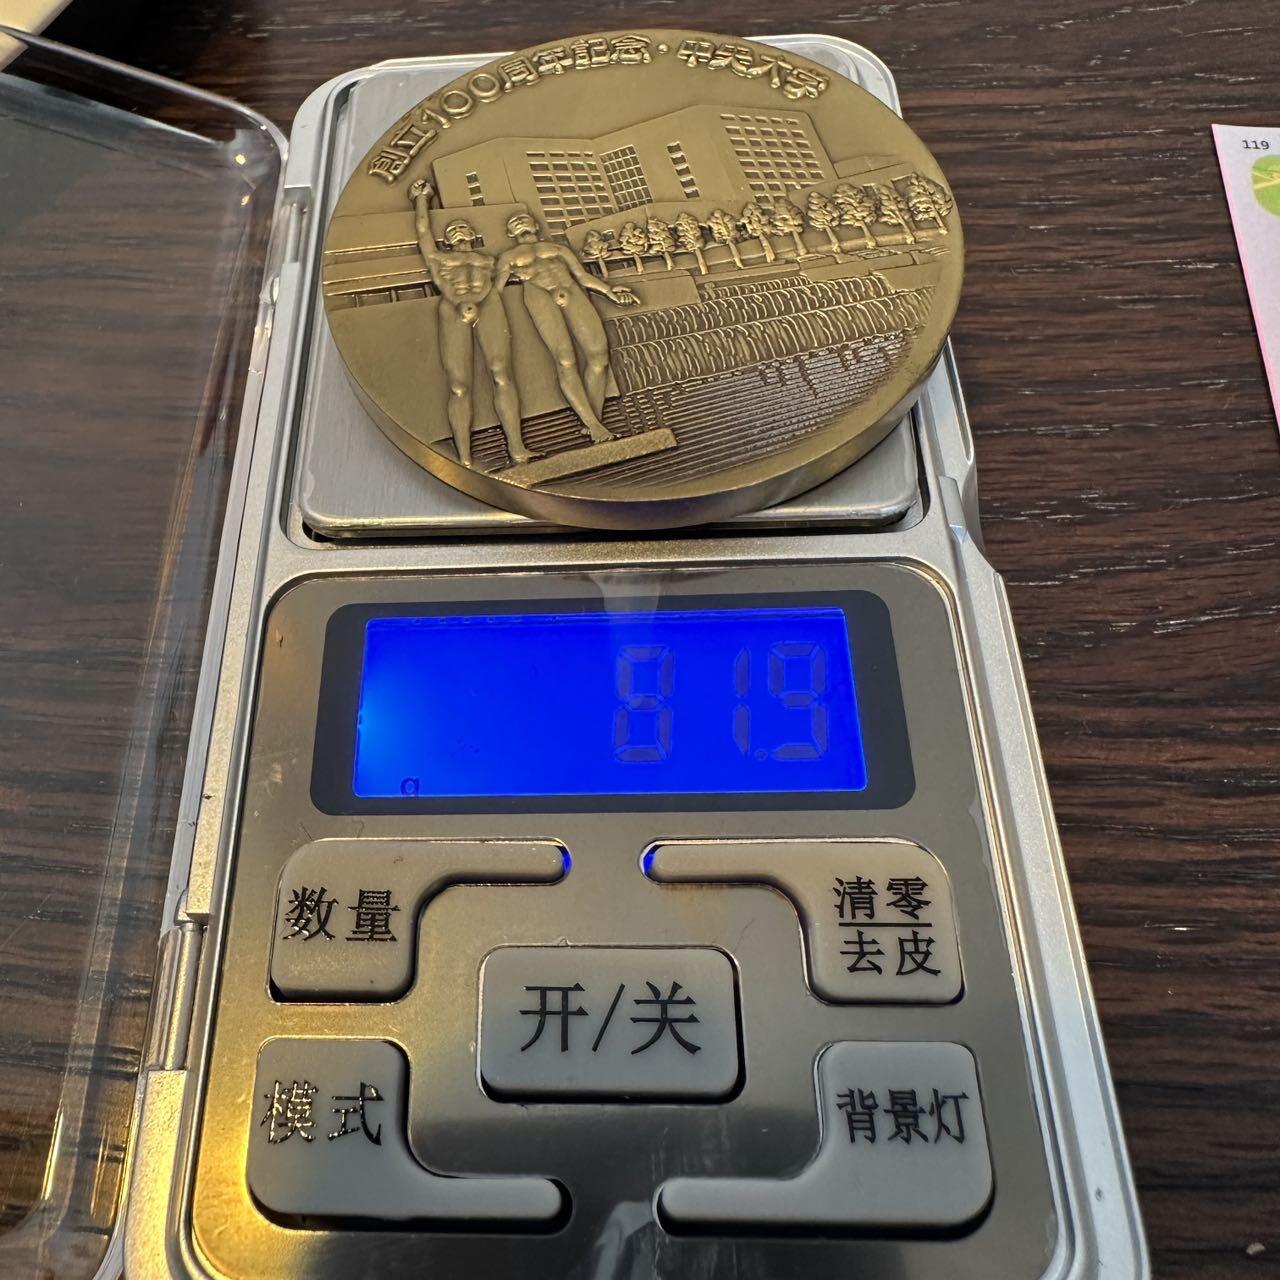 創立100周年記念・中央大学
119
81.9
g
数量
清零
去皮
开/关
模式
背景灯